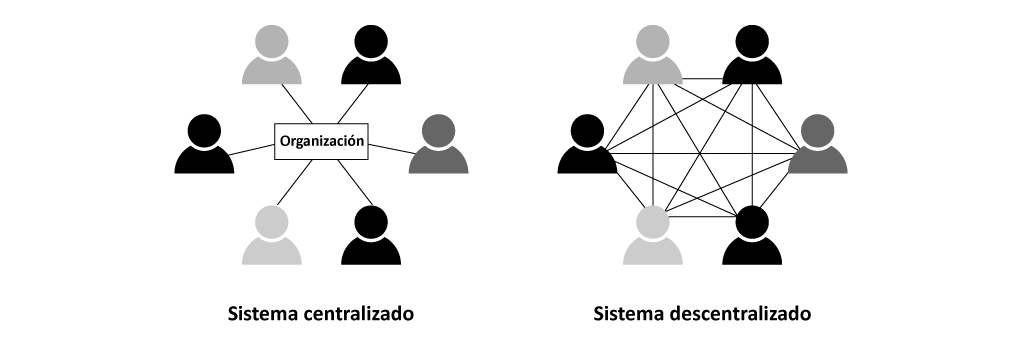 Organización
Sistema centralizado
Sistema descentralizado